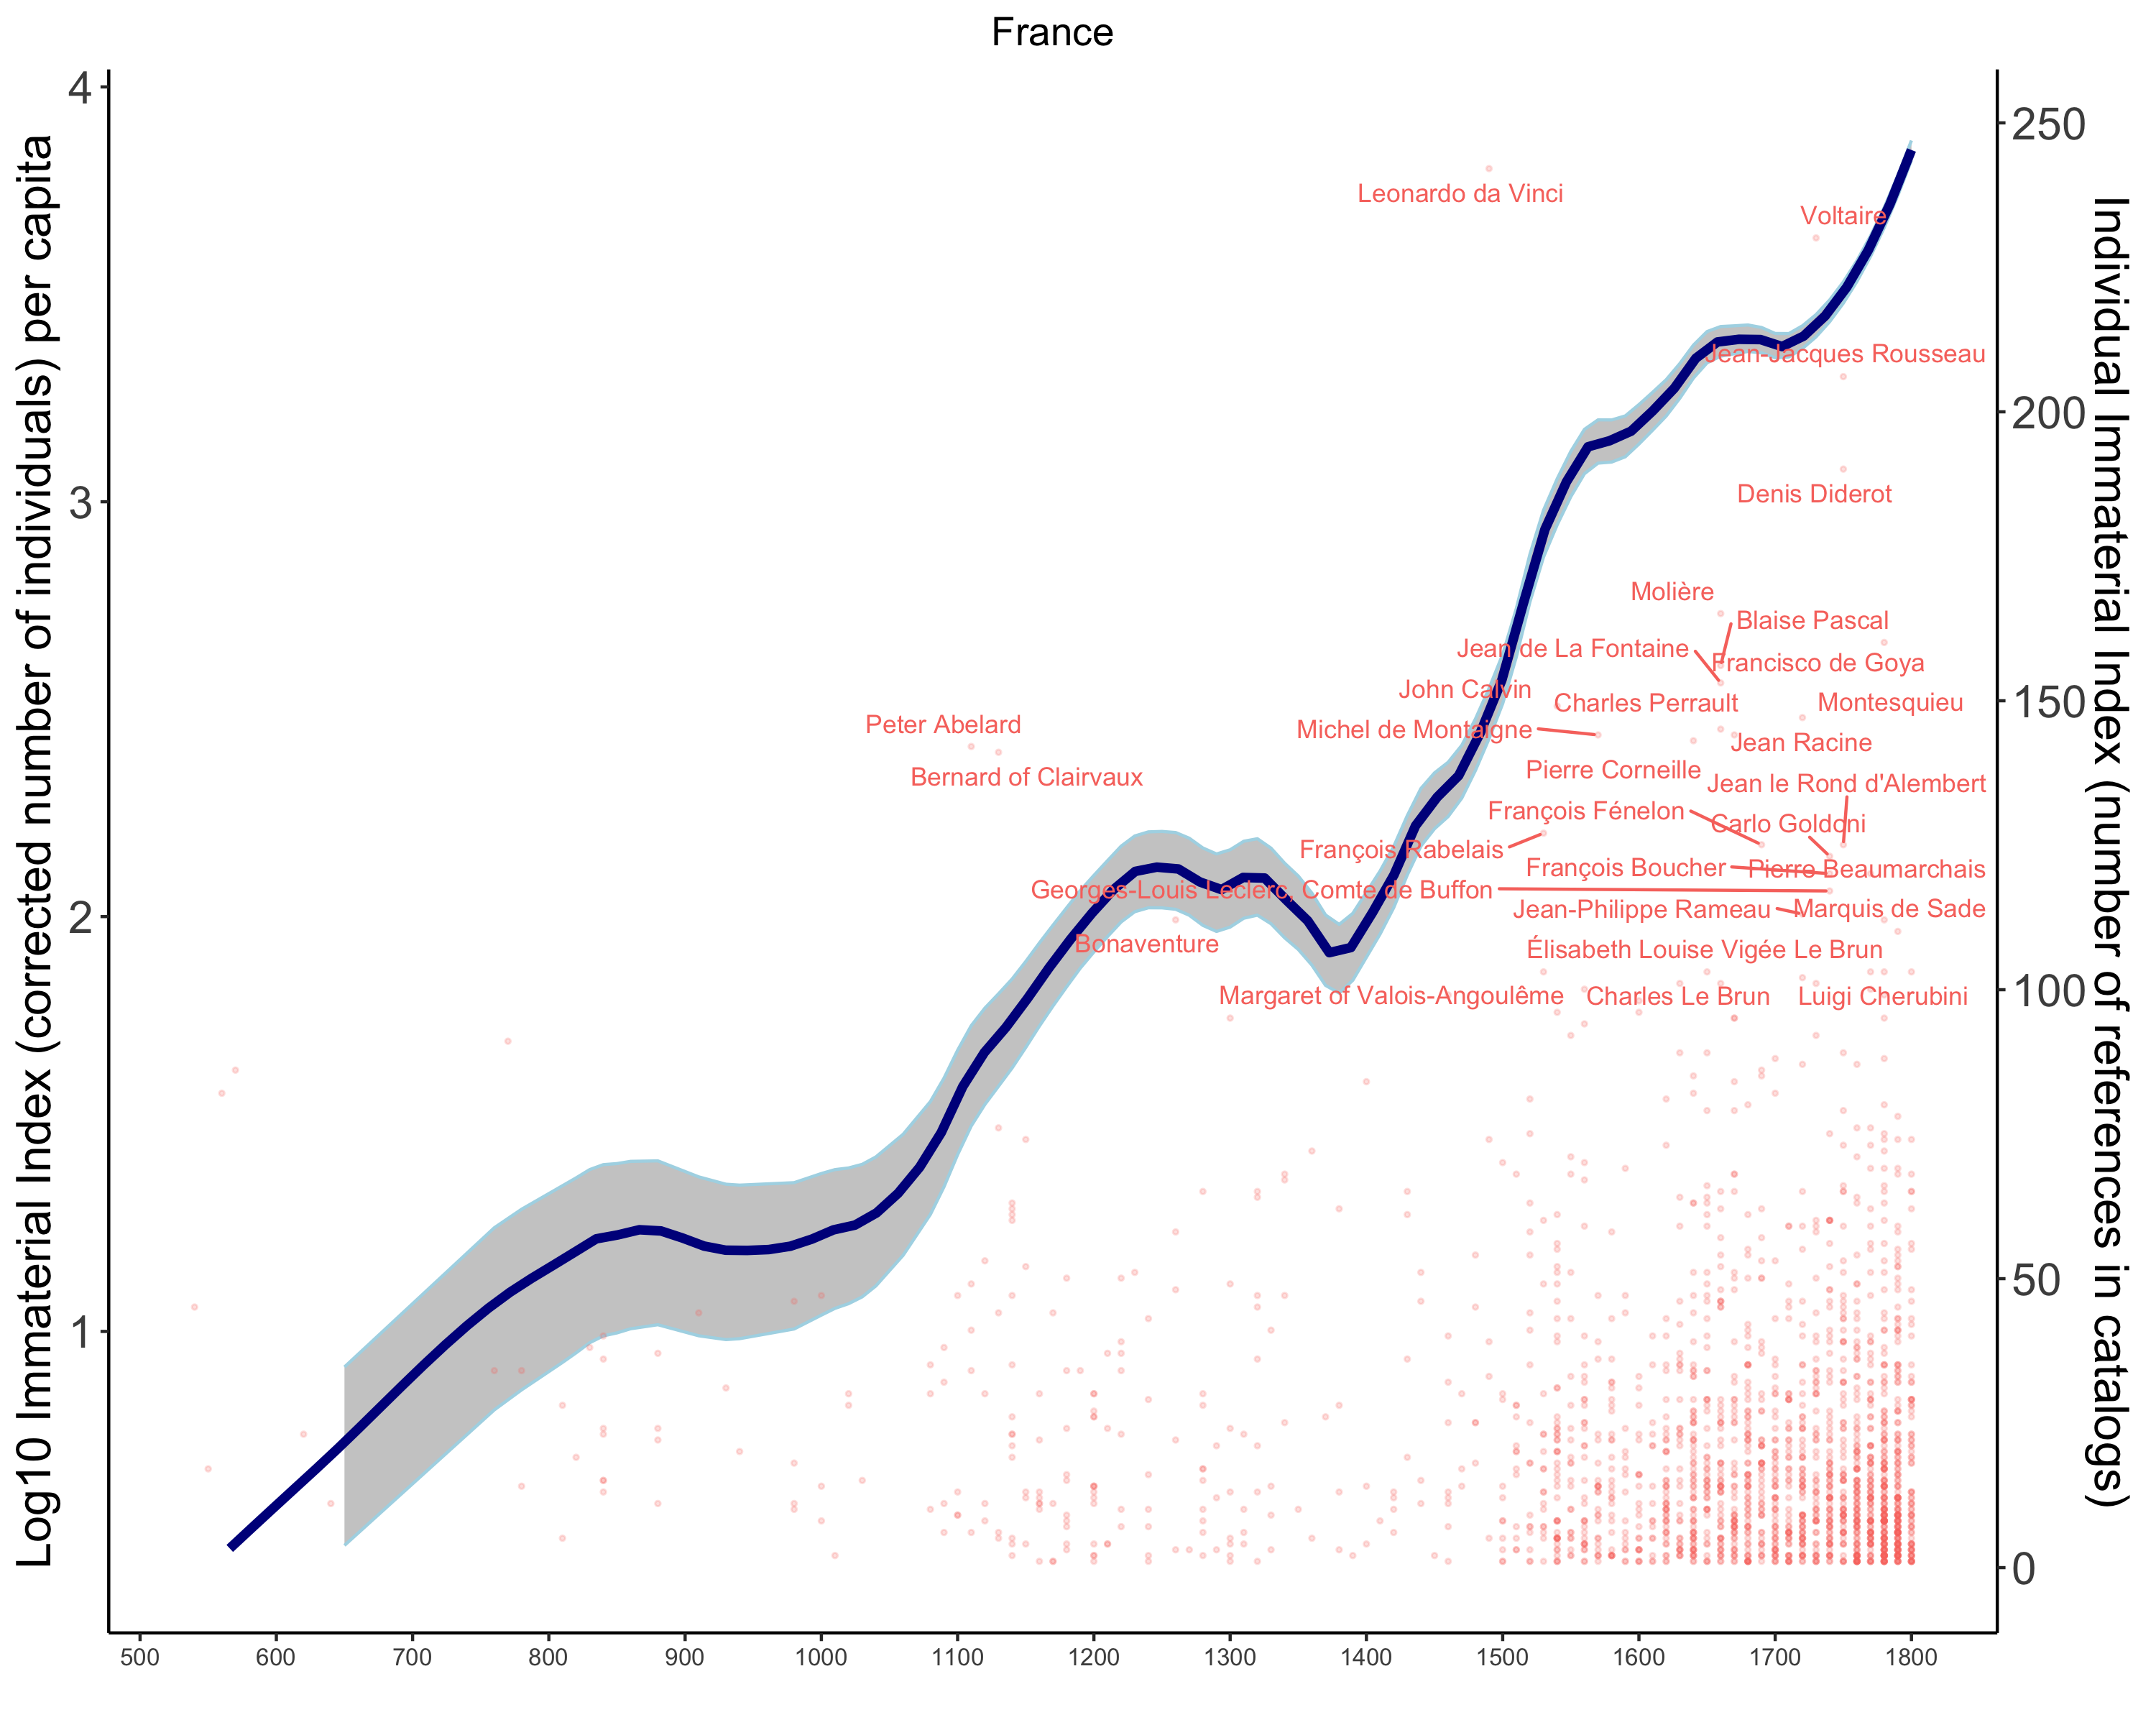 France
Log10 Immaterial Index (corrected number of individuals) per capita
4
3
2
1
250
200
150
100
50
0
Individual Immaterial Index (number of references in catalogs)
Leonardo da Vinci
Voltaire
Jean-Jacques Rousseau
Denis Diderot
Molière
Blaise Pascal
Jean de La Fontaine
Francisco de Goya
John Calvin
Charles Perrault
Montesquieu
Peter Abelard
Michel de Montaigne
Jean Racine
Pierre Corneille
Bernard of Clairvaux
Jean le Rond d'Alembert
François Fénelon
Carlo Goldoni
François Rabelais
François Boucher
Pierre Beaumarchais
Georges-Louis Leclerc, Comte de Buffon
Jean-Philippe Rameau
Marquis de Sade
Bonaventure
Élisabeth Louise Vigée Le Brun
Margaret of Valois-Angoulême
Charles Le Brun
Luigi Cherubini
500 600 700 800 900 1000 1100 1200 1300 1400 1500 1600 1700 1800